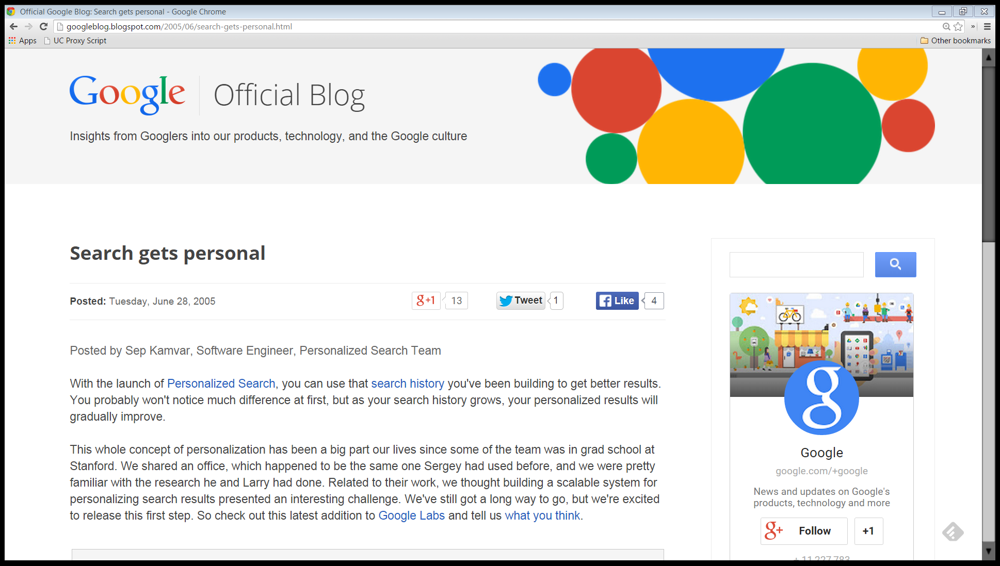 Official Google Blog: Search gets personal - Google Chrome
googleblog.blogspot.com/2005/06/search-gets-personal.html
Apps UC Proxy Script Other bookmarks
Google Official Blog
Insights from Googlers into our products, technology, and the Google culture
Search gets personal
Posted: Tuesday, June 28, 2005
g+1 13 Tweet 1 Like 4
Posted by Sep Kamvar, Software Engineer, Personalized Search Team
With the launch of Personalized Search, you can use that search history you've been building to get better results.
You probably won't notice much difference at first, but as your search history grows, your personalized results will
gradually improve.
This whole concept of personalization has been a big part our lives since some of the team was in grad school at
Stanford. We shared an office, which happened to be the same one Sergey had used before, and we were pretty
familiar with the research he and Larry had done. Related to their work, we thought building a scalable system for
personalizing search results presented an interesting challenge. We've still got a long way to go, but we're excited
to release this first step. So check out this latest addition to Google Labs and tell us what you think.
g
Google
google.com/+google
News and updates on Google's
products, technology and more
g+ Follow +1
+ 11,227,783